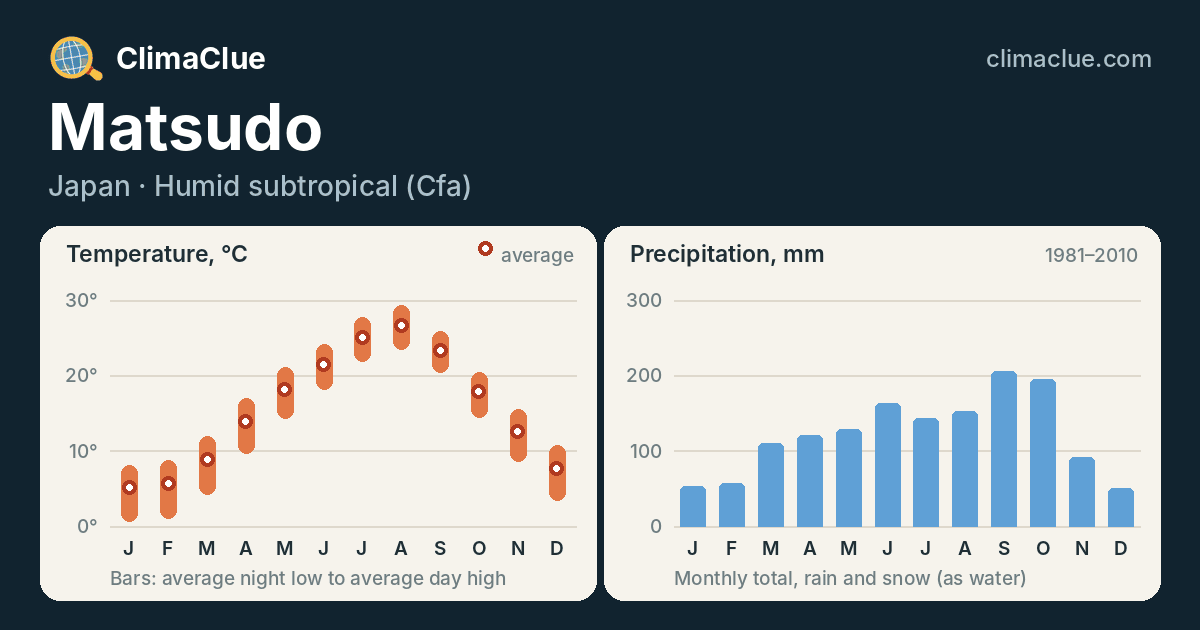 ClimaClue
climaclue.com
Matsudo
Japan · Humid subtropical (Cfa)
Temperature, °C
average
30°
20°
10°
0°
J F M A M J J A S O N D
Bars: average night low to average day high
Precipitation, mm
1981–2010
300
200
100
0
J F M A M J J A S O N D
Monthly total, rain and snow (as water)